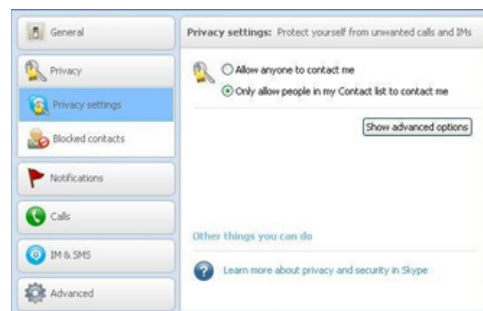 General
Privacy
Privacy settings
Blocked contacts
Notifications
Calls
IM & SMS
Advanced
Privacy settings: Protect yourself from unwanted calls and IMs
Allow anyone to contact me
Only allow people in my Contact list to contact me
Show advanced options
Other things you can do
Learn more about privacy and security in Skype